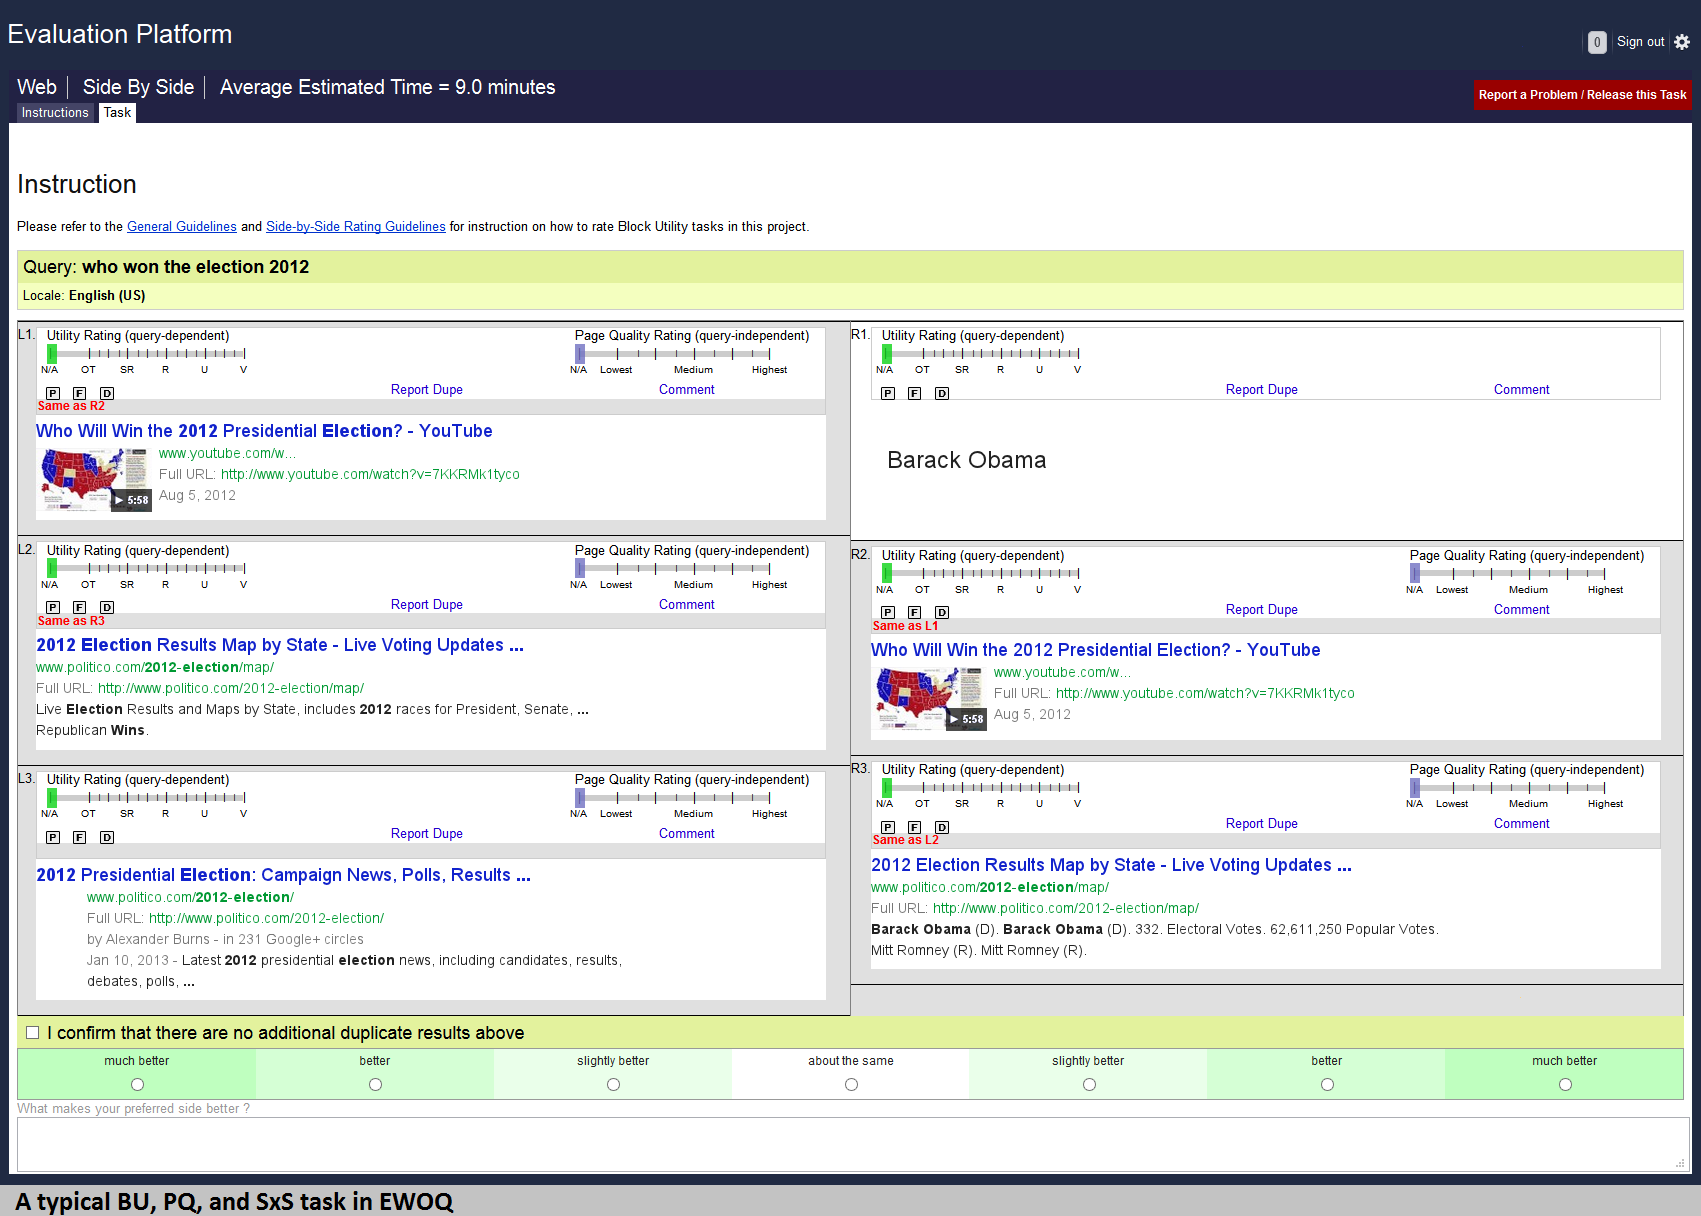 Evaluation Platform
0 Sign out
Web Side By Side Average Estimated Time = 9.0 minutes
Report a Problem / Release this Task
Instructions Task
Instruction
Please refer to the General Guidelines and Side-by-Side Rating Guidelines for instruction on how to rate Block Utility tasks in this project.
Query: who won the election 2012
Locale: English (US)
L1. Utility Rating (query-dependent) Page Quality Rating (query-independent)
N/A OT SR R U V N/A Lowest Medium Highest
P F D Report Dupe Comment
Same as R2
Who Will Win the 2012 Presidential Election? - YouTube
www.youtube.com/w...
Full URL: http://www.youtube.com/watch?v=7KKRMk1tyco
5:58
Aug 5, 2012
L2. Utility Rating (query-dependent) Page Quality Rating (query-independent)
N/A OT SR R U V N/A Lowest Medium Highest
P F D Report Dupe Comment
Same as R3
2012 Election Results Map by State - Live Voting Updates ...
www.politico.com/2012-election/map/
Full URL: http://www.politico.com/2012-election/map/
Live Election Results and Maps by State, includes 2012 races for President, Senate, ...
Republican Wins.
L3. Utility Rating (query-dependent) Page Quality Rating (query-independent)
N/A OT SR R U V N/A Lowest Medium Highest
P F D Report Dupe Comment
2012 Presidential Election: Campaign News, Polls, Results ...
www.politico.com/2012-election/
Full URL: http://www.politico.com/2012-election/
by Alexander Burns - in 231 Google+ circles
Jan 10, 2013 - Latest 2012 presidential election news, including candidates, results,
debates, polls, ...
R1. Utility Rating (query-dependent)
N/A OT SR R U V
P F D Report Dupe Comment
Barack Obama
R2. Utility Rating (query-dependent) Page Quality Rating (query-independent)
N/A OT SR R U V N/A Lowest Medium Highest
P F D Report Dupe Comment
Same as L1
Who Will Win the 2012 Presidential Election? - YouTube
www.youtube.com/w...
Full URL: http://www.youtube.com/watch?v=7KKRMk1tyco
5:58
Aug 5, 2012
R3. Utility Rating (query-dependent) Page Quality Rating (query-independent)
N/A OT SR R U V N/A Lowest Medium Highest
P F D Report Dupe Comment
Same as L2
2012 Election Results Map by State - Live Voting Updates ...
www.politico.com/2012-election/map/
Full URL: http://www.politico.com/2012-election/map/
Barack Obama (D). Barack Obama (D). 332. Electoral Votes. 62,611,250 Popular Votes.
Mitt Romney (R). Mitt Romney (R).
I confirm that there are no additional duplicate results above
much better better slightly better about the same slightly better better much better
What makes your preferred side better ?
A typical BU, PQ, and SxS task in EWOQ